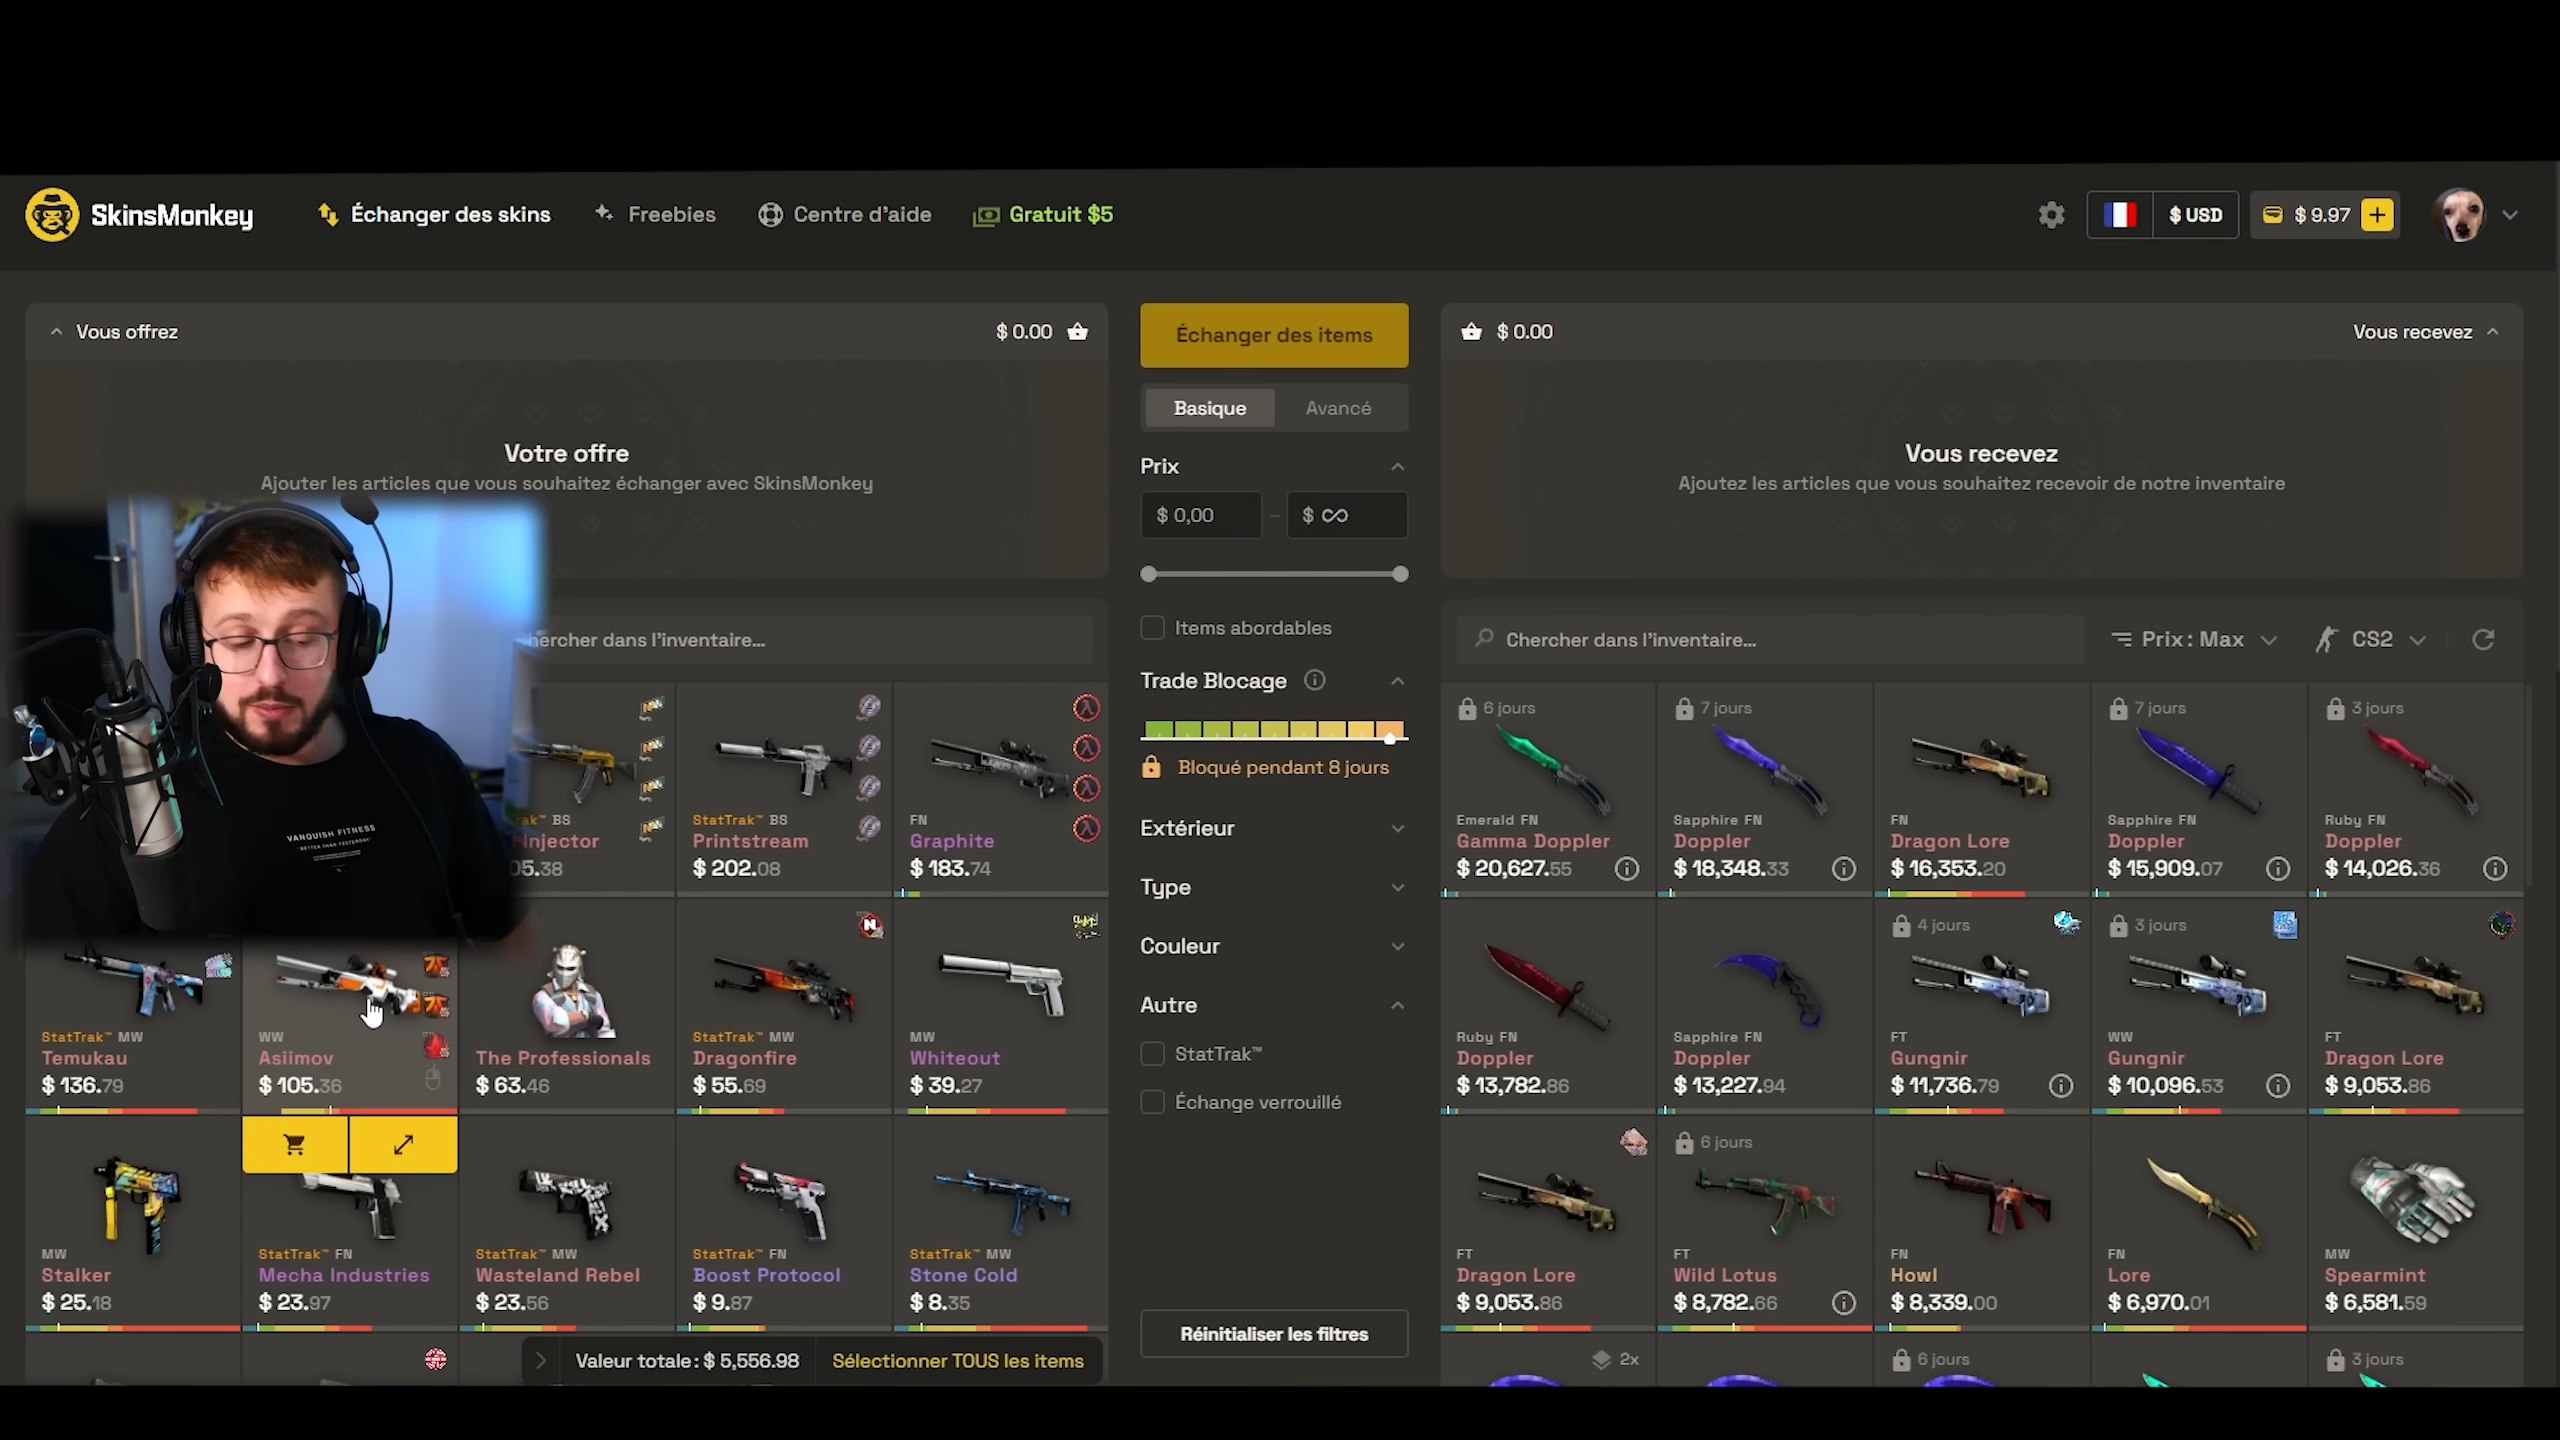 SkinsMonkey
Échanger des skins
Freebies
Centre d'aide
Gratuit $5
$ USD
$ 9.97
Vous offrez
$ 0.00
Votre offre
Ajouter les articles que vous souhaitez échanger avec SkinsMonkey
Échanger des items
Basique
Avancé
Prix
$ 0,00
$ ∞
Items abordables
Trade Blocage
Bloqué pendant 8 jours
Extérieur
Type
Couleur
Autre
StatTrak™
Échange verrouillé
Réinitialiser les filtres
$ 0.00
Vous recevez
Vous recevez
Ajoutez les articles que vous souhaitez recevoir de notre inventaire
hercher dans l'inventaire...
BS
Injector
05.38
StatTrak™ BS
Printstream
$ 202.08
FN
Graphite
$ 183.74
VANQUISH FITNESS
StatTrak™ MW
Temukau
$ 136.79
WW
Asiimov
$ 105.36
The Professionals
$ 63.46
StatTrak™ MW
Dragonfire
$ 55.69
MW
Whiteout
$ 39.27
MW
Stalker
$ 25.18
StatTrak™ FN
Mecha Industries
$ 23.97
StatTrak™ MW
Wasteland Rebel
$ 23.56
StatTrak™ FN
Boost Protocol
$ 9.87
StatTrak™ MW
Stone Cold
$ 8.35
Valeur totale : $ 5,556.98
Sélectionner TOUS les items
Chercher dans l'inventaire...
Prix : Max
CS2
6 jours
Emerald FN
Gamma Doppler
$ 20,627.55
7 jours
Sapphire FN
Doppler
$ 18,348.33
FN
Dragon Lore
$ 16,353.20
7 jours
Sapphire FN
Doppler
$ 15,909.07
3 jours
Ruby FN
Doppler
$ 14,026.36
Ruby FN
Doppler
$ 13,782.86
Sapphire FN
Doppler
$ 13,227.94
4 jours
FT
Gungnir
$ 11,736.79
3 jours
WW
Gungnir
$ 10,096.53
FT
Dragon Lore
$ 9,053.86
FT
Dragon Lore
$ 9,053.86
6 jours
FT
Wild Lotus
$ 8,782.66
FN
Howl
$ 8,339.00
FN
Lore
$ 6,970.01
MW
Spearmint
$ 6,581.59
2x
6 jours
3 jours